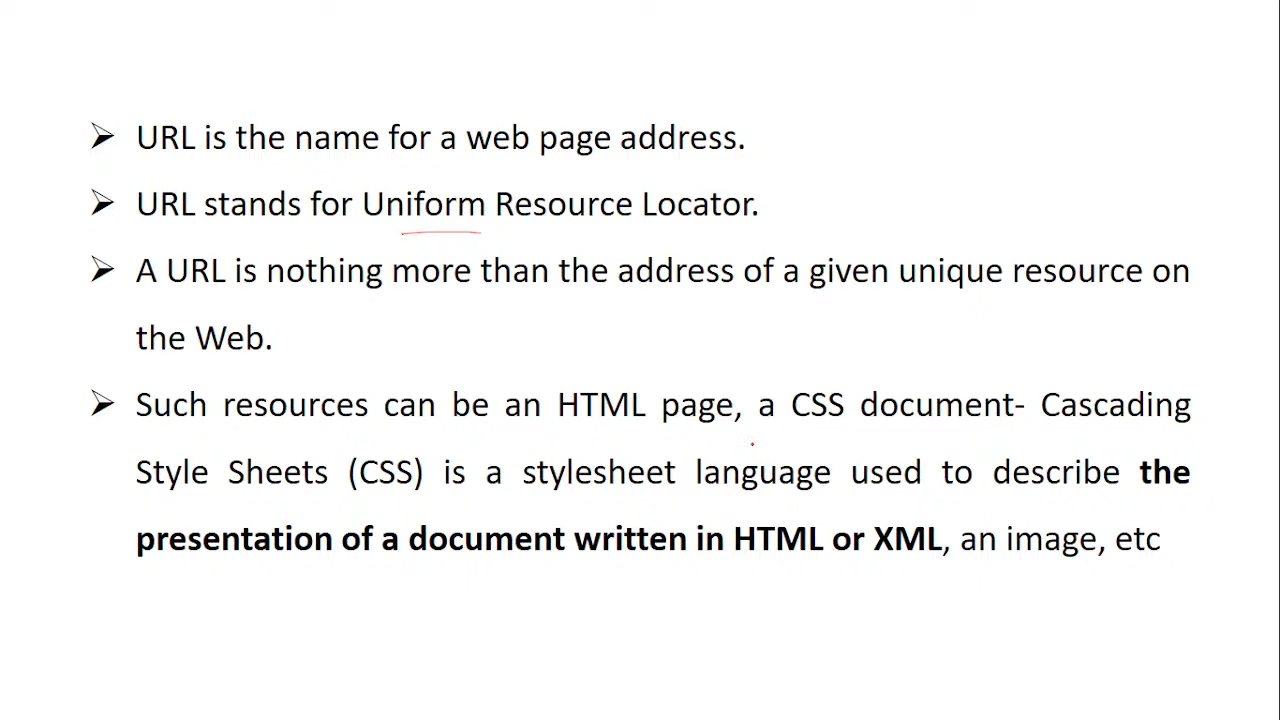 ➢ URL is the name for a web page address.
➢ URL stands for Uniform Resource Locator.
➢ A URL is nothing more than the address of a given unique resource on
the Web.
➢ Such resources can be an HTML page, a CSS document- Cascading
Style Sheets (CSS) is a stylesheet language used to describe the
presentation of a document written in HTML or XML, an image, etc